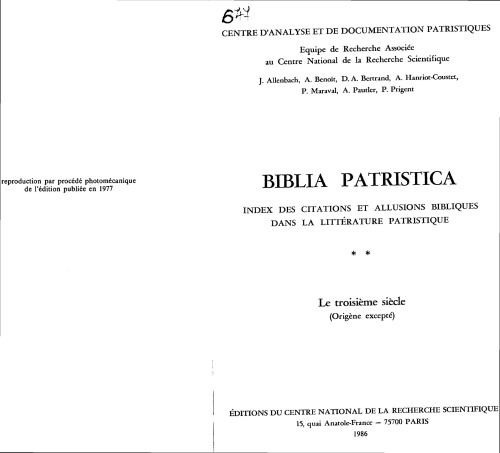 677
CENTRE D'ANALYSE ET DE DOCUMENTATION PATRISTIQUES
Equipe de Recherche Associée
au Centre National de la Recherche Scientifique
J. Allenbach, A. Benoît, D. A. Bertrand, A. Hanriot-Coustet,
P. Maraval, A. Pautler, P. Prigent
reproduction par procédé photomécanique
de l'édition publiée en 1977
BIBLIA PATRISTICA
INDEX DES CITATIONS ET ALLUSIONS BIBLIQUES
DANS LA LITTÉRATURE PATRISTIQUE
* *
Le troisième siècle
(Origène excepté)
ÉDITIONS DU CENTRE NATIONAL DE LA RECHERCHE SCIENTIFIQUE
15, quai Anatole-France — 75700 PARIS
1986